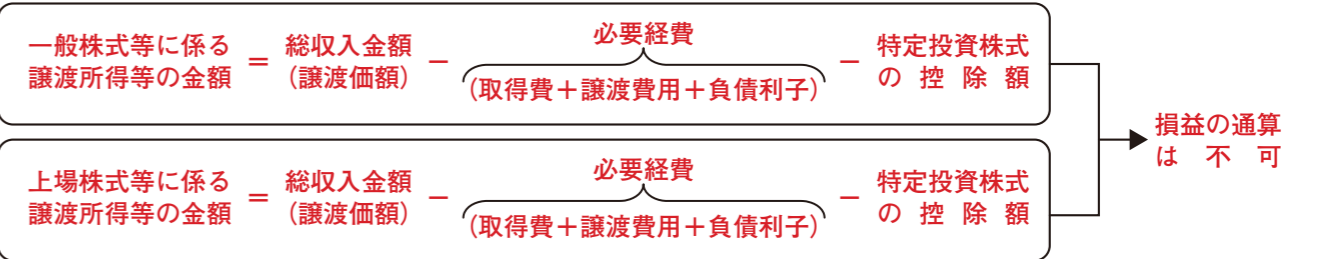 必要経費
一般株式等に係る
譲渡所得等の金額
＝
総収入金額
（譲渡価額）
－
（取得費＋譲渡費用＋負債利子）
－
特定投資株式
の控除額
必要経費
上場株式等に係る
譲渡所得等の金額
＝
総収入金額
（譲渡価額）
－
（取得費＋譲渡費用＋負債利子）
－
特定投資株式
の控除額
損益の通算
は不可